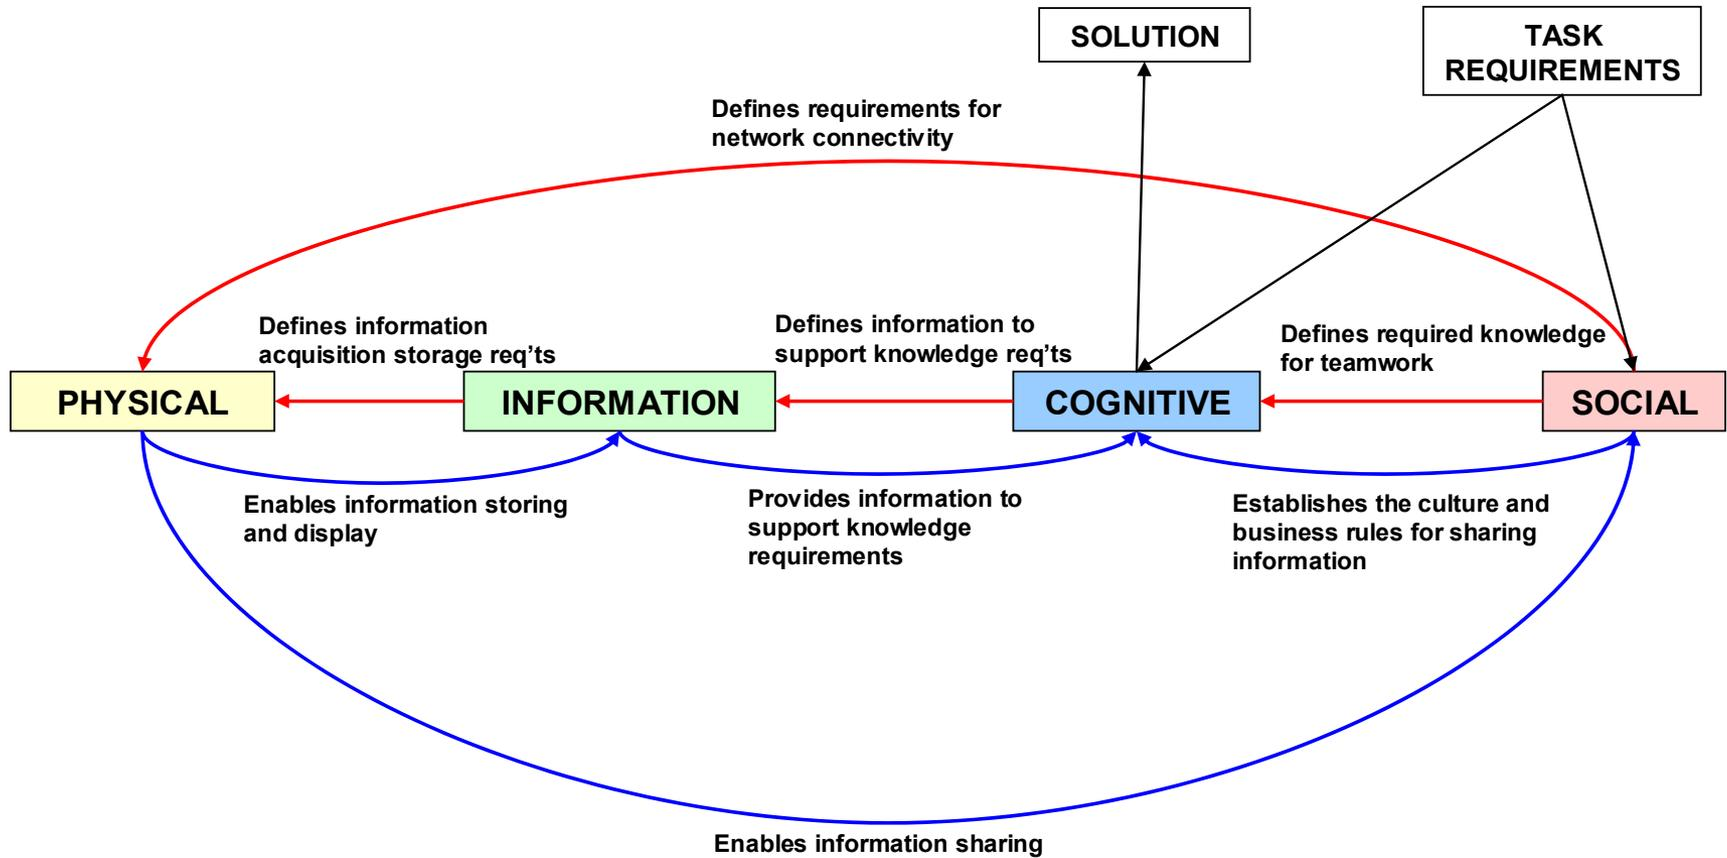 SOLUTION
TASK
REQUIREMENTS
Defines requirements for
network connectivity
Defines information
acquisition storage req’ts
Defines information to
support knowledge req’ts
Defines required knowledge
for teamwork
PHYSICAL
INFORMATION
COGNITIVE
SOCIAL
Enables information storing
and display
Provides information to
support knowledge
requirements
Establishes the culture and
business rules for sharing
information
Enables information sharing